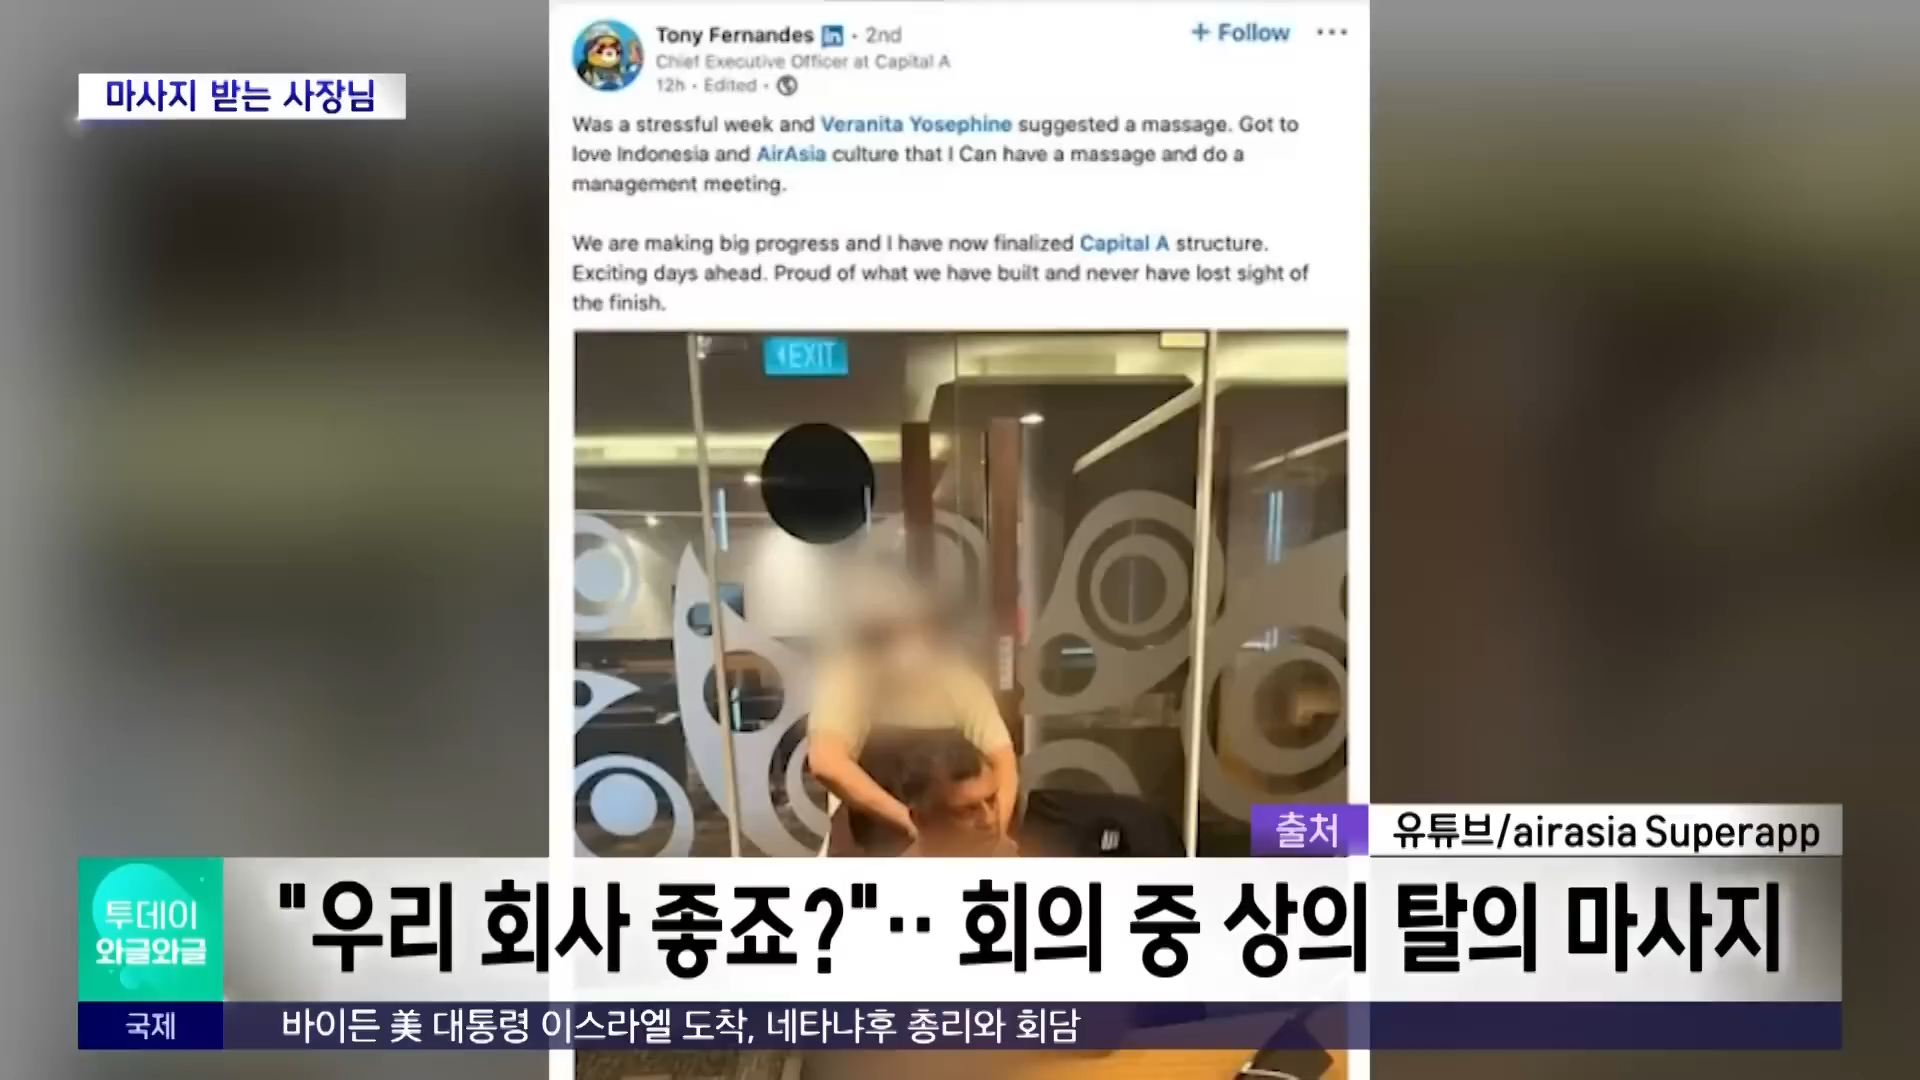 마사지 받는 사장님
Tony Fernandes in · 2nd
+ Follow ...
Chief Executive Officer at Capital A
12h · Edited ·
Was a stressful week and Veranita Yosephine suggested a massage. Got to
love Indonesia and AirAsia culture that I Can have a massage and do a
management meeting.
We are making big progress and I have now finalized Capital A structure.
Exciting days ahead. Proud of what we have built and never have lost sight of
the finish.
EXIT
출처 유튜브/airasia Superapp
투데이
와글와글
"우리 회사 좋죠?"‥ 회의 중 상의 탈의 마사지
국제 바이든 美 대통령 이스라엘 도착, 네타냐후 총리와 회담